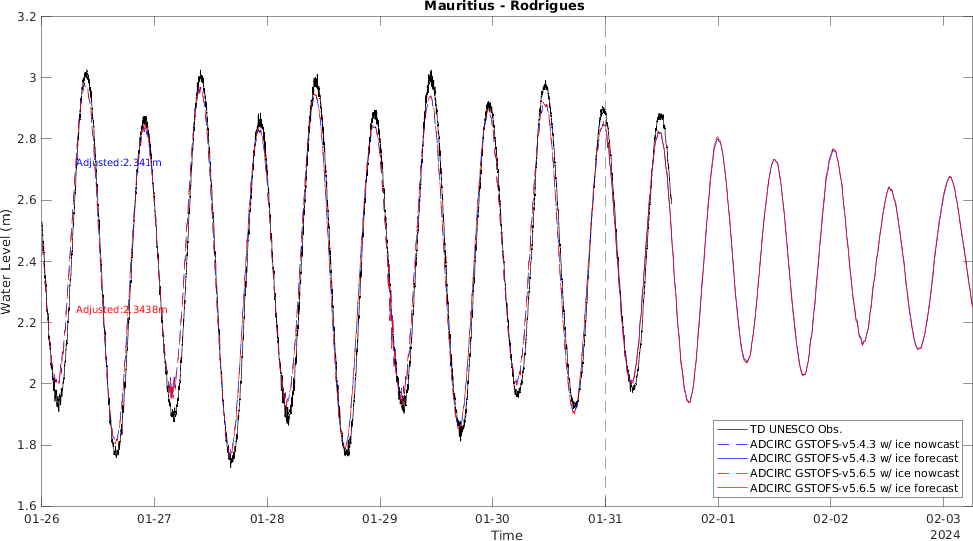 Mauritius - Rodrigues
3.2
3
2.8
2.6
2.4
2.2
2
1.8
1.6
Water Level (m)
Adjusted:2.341m
Adjusted:2.3438m
TD UNESCO Obs.
ADCIRC GSTOFS-v5.4.3 w/ ice nowcast
ADCIRC GSTOFS-v5.4.3 w/ ice forecast
ADCIRC GSTOFS-v5.6.5 w/ ice nowcast
ADCIRC GSTOFS-v5.6.5 w/ ice forecast
01-26 01-27 01-28 01-29 01-30 01-31 02-01 02-02 02-03
Time
2024